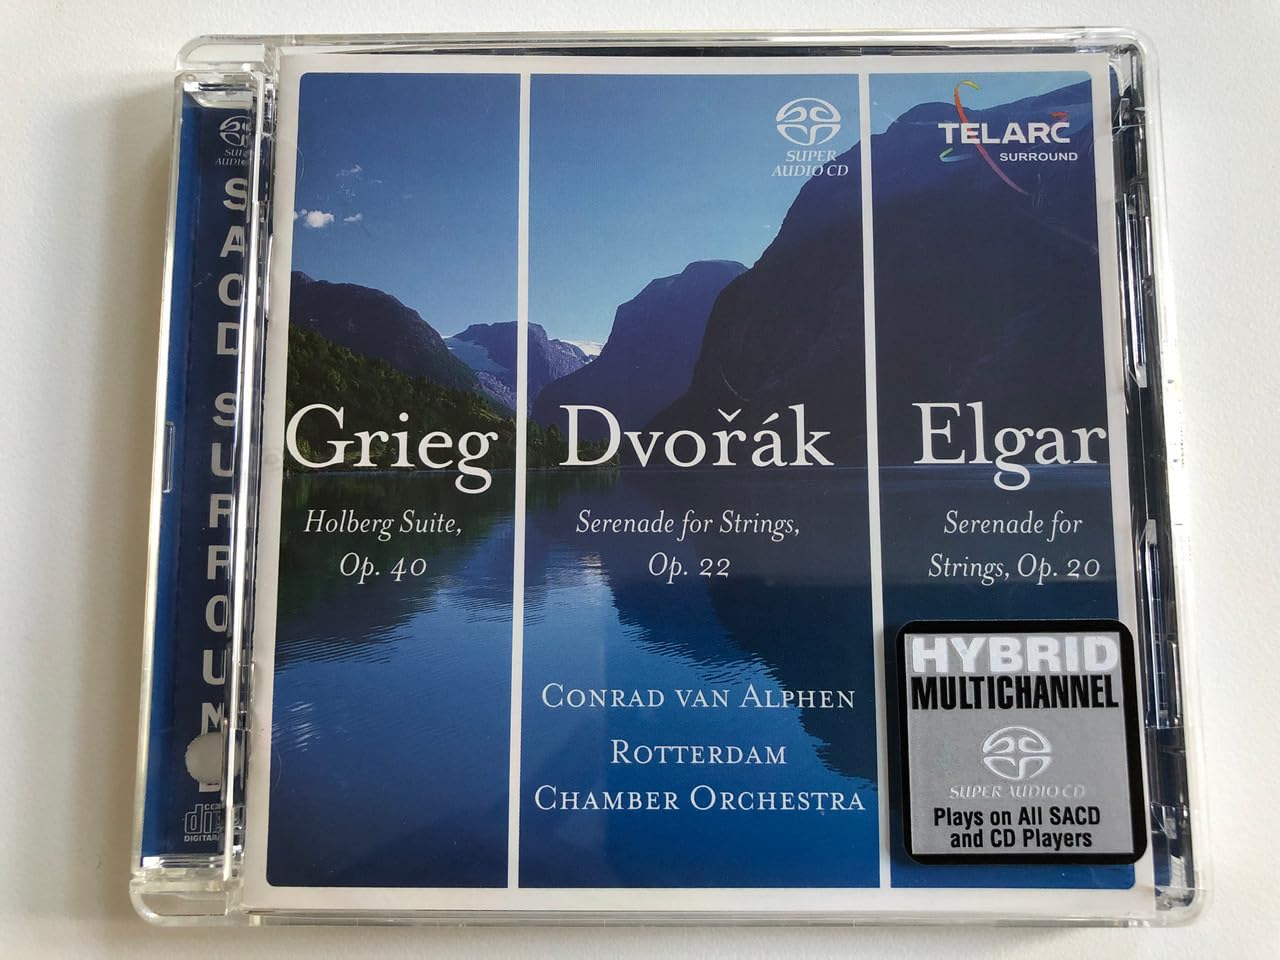 SUPER
AUDIO CD
TELARC
SURROUND
Grieg
Holberg Suite,
Op. 40
Dvořák
Serenade for Strings,
Op. 22
Elgar
Serenade for
Strings, Op. 20
CONRAD VAN ALPHEN
ROTTERDAM
CHAMBER ORCHESTRA
HYBRID
MULTICHANNEL
SUPER AUDIO CD
Plays on All SACD
and CD Players
SACD SURROUND